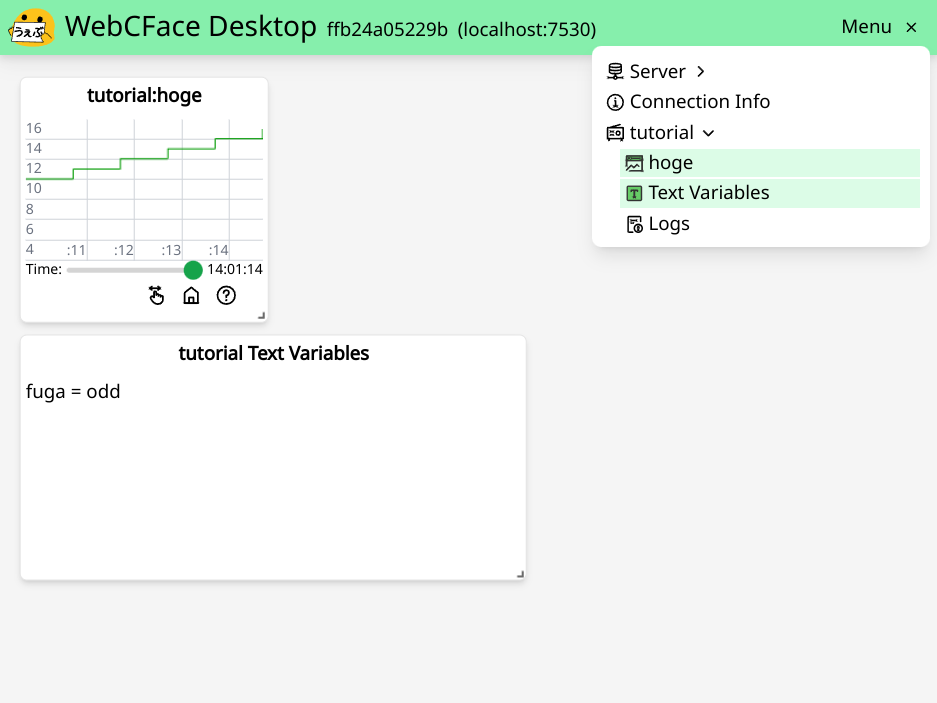 うぇぶ
WebCFace Desktop ffb24a05229b (localhost:7530)
Menu ×
Server
Connection Info
tutorial
hoge
Text Variables
Logs
tutorial:hoge
16
14
12
10
8
6
4 :11 :12 :13 :14
Time: 14:01:14
tutorial Text Variables
fuga = odd